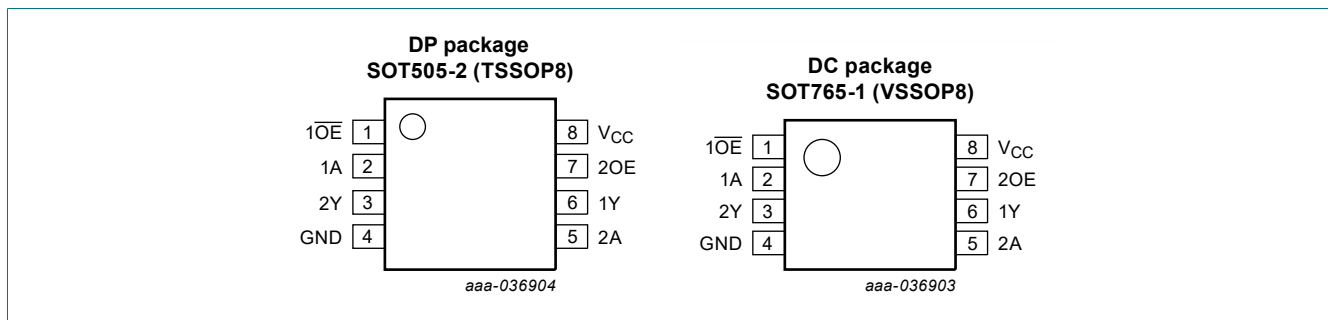 DP package
SOT505-2 (TSSOP8)
1O̅E̅ 1 8 VCC
1A 2 7 2OE
2Y 3 6 1Y
GND 4 5 2A
aaa-036904
DC package
SOT765-1 (VSSOP8)
1O̅E̅ 1 8 VCC
1A 2 7 2OE
2Y 3 6 1Y
GND 4 5 2A
aaa-036903